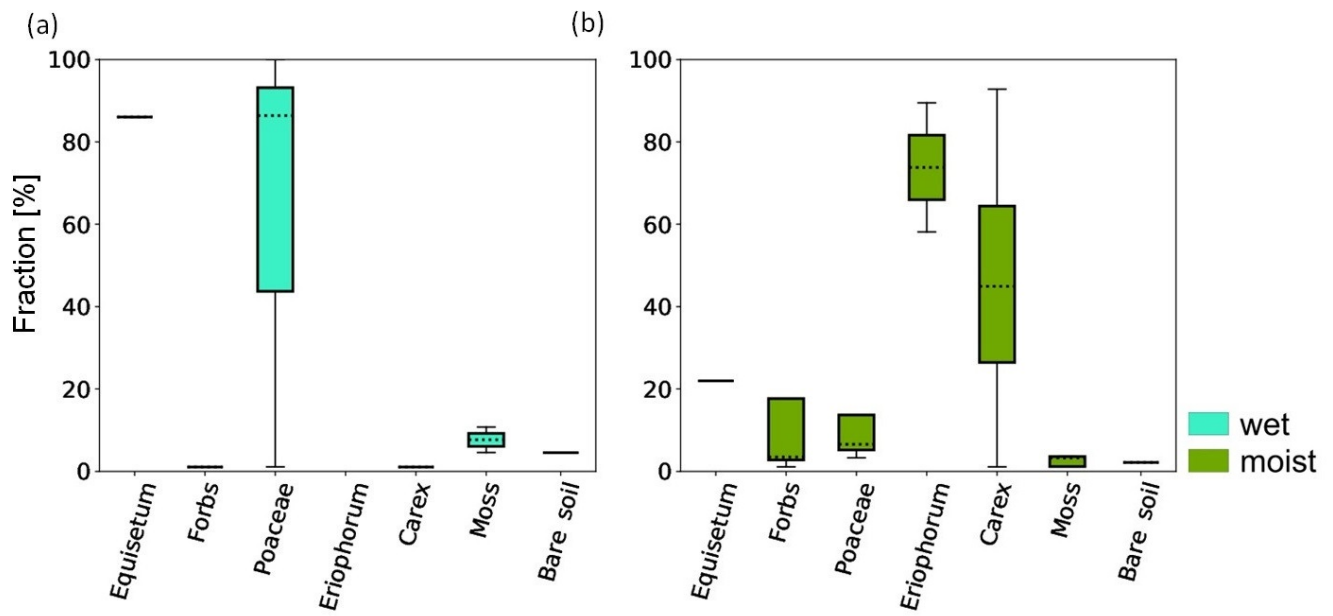 (a)
(b)
Fraction [%]
100
80
60
40
20
0
Equisetum
Forbs
Poaceae
Eriophorum
Carex
Moss
Bare soil
100
80
60
40
20
0
Equisetum
Forbs
Poaceae
Eriophorum
Carex
Moss
Bare soil
wet
moist